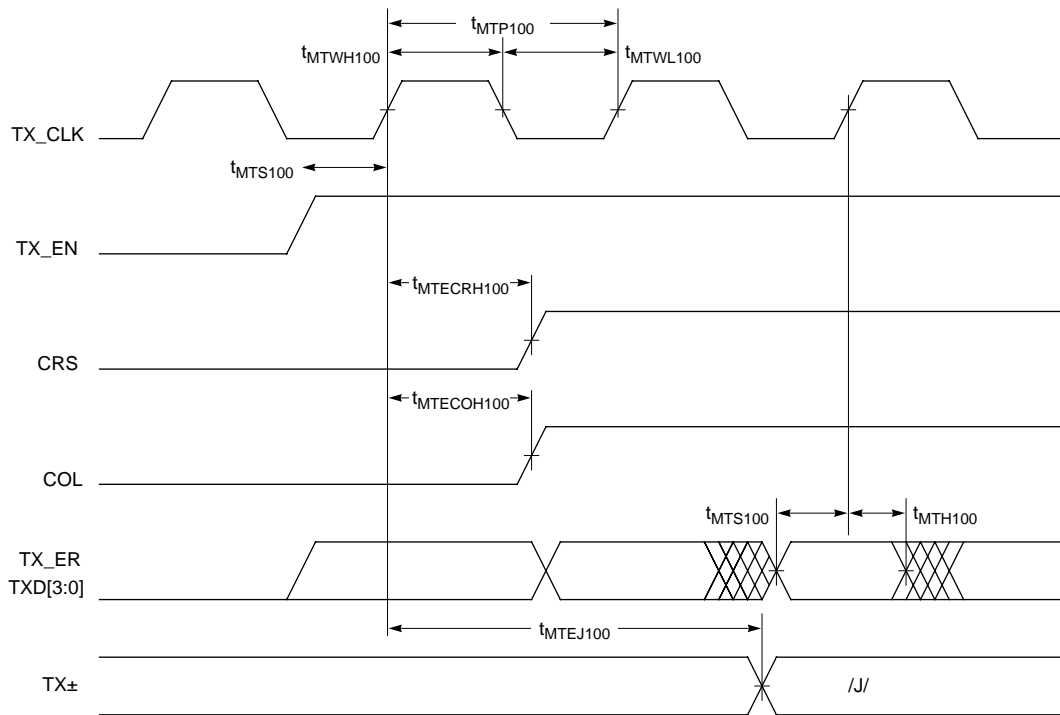 tMTP100
tMTWH100
tMTWL100
TX_CLK
tMTS100
TX_EN
tMTECRH100
CRS
tMTECOH100
COL
tMTS100
tMTH100
TX_ER
TXD[3:0]
tMTEJ100
TX±
/J/